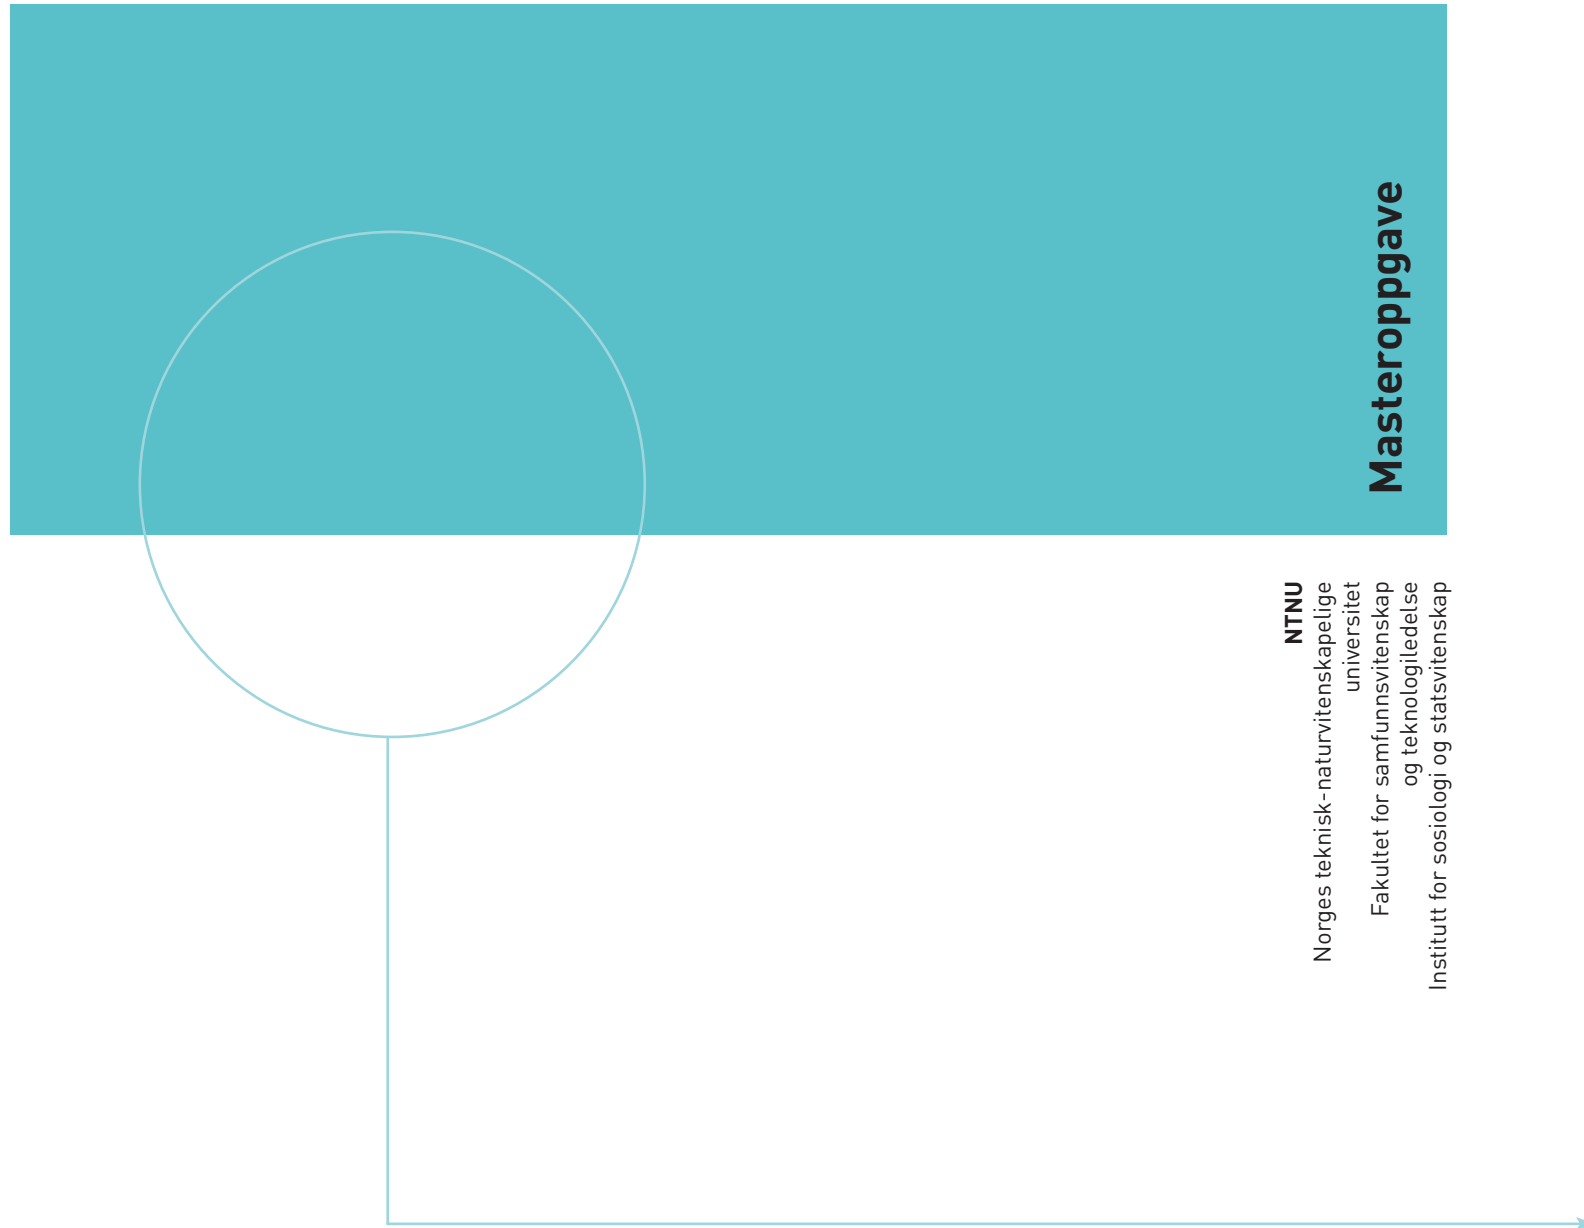 Masteroppgave
NTNU
Norges teknisk-naturvitenskapelige
universitet
Fakultet for samfunnsvitenskap
og teknologiledelse
Institutt for sosiologi og statsvitenskap